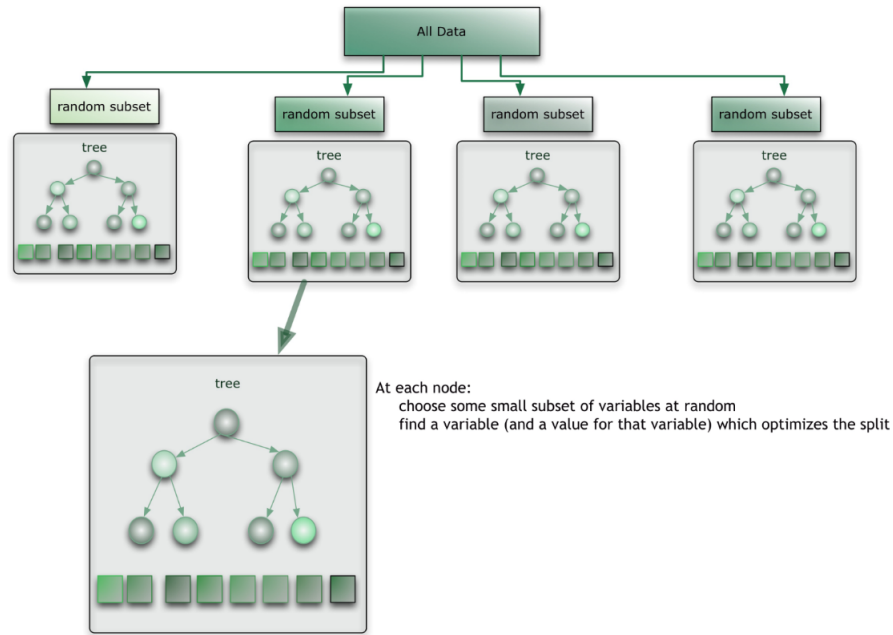 All Data
random subset
random subset
random subset
random subset
tree
tree
tree
tree
tree
At each node:
choose some small subset of variables at random
find a variable (and a value for that variable) which optimizes the split